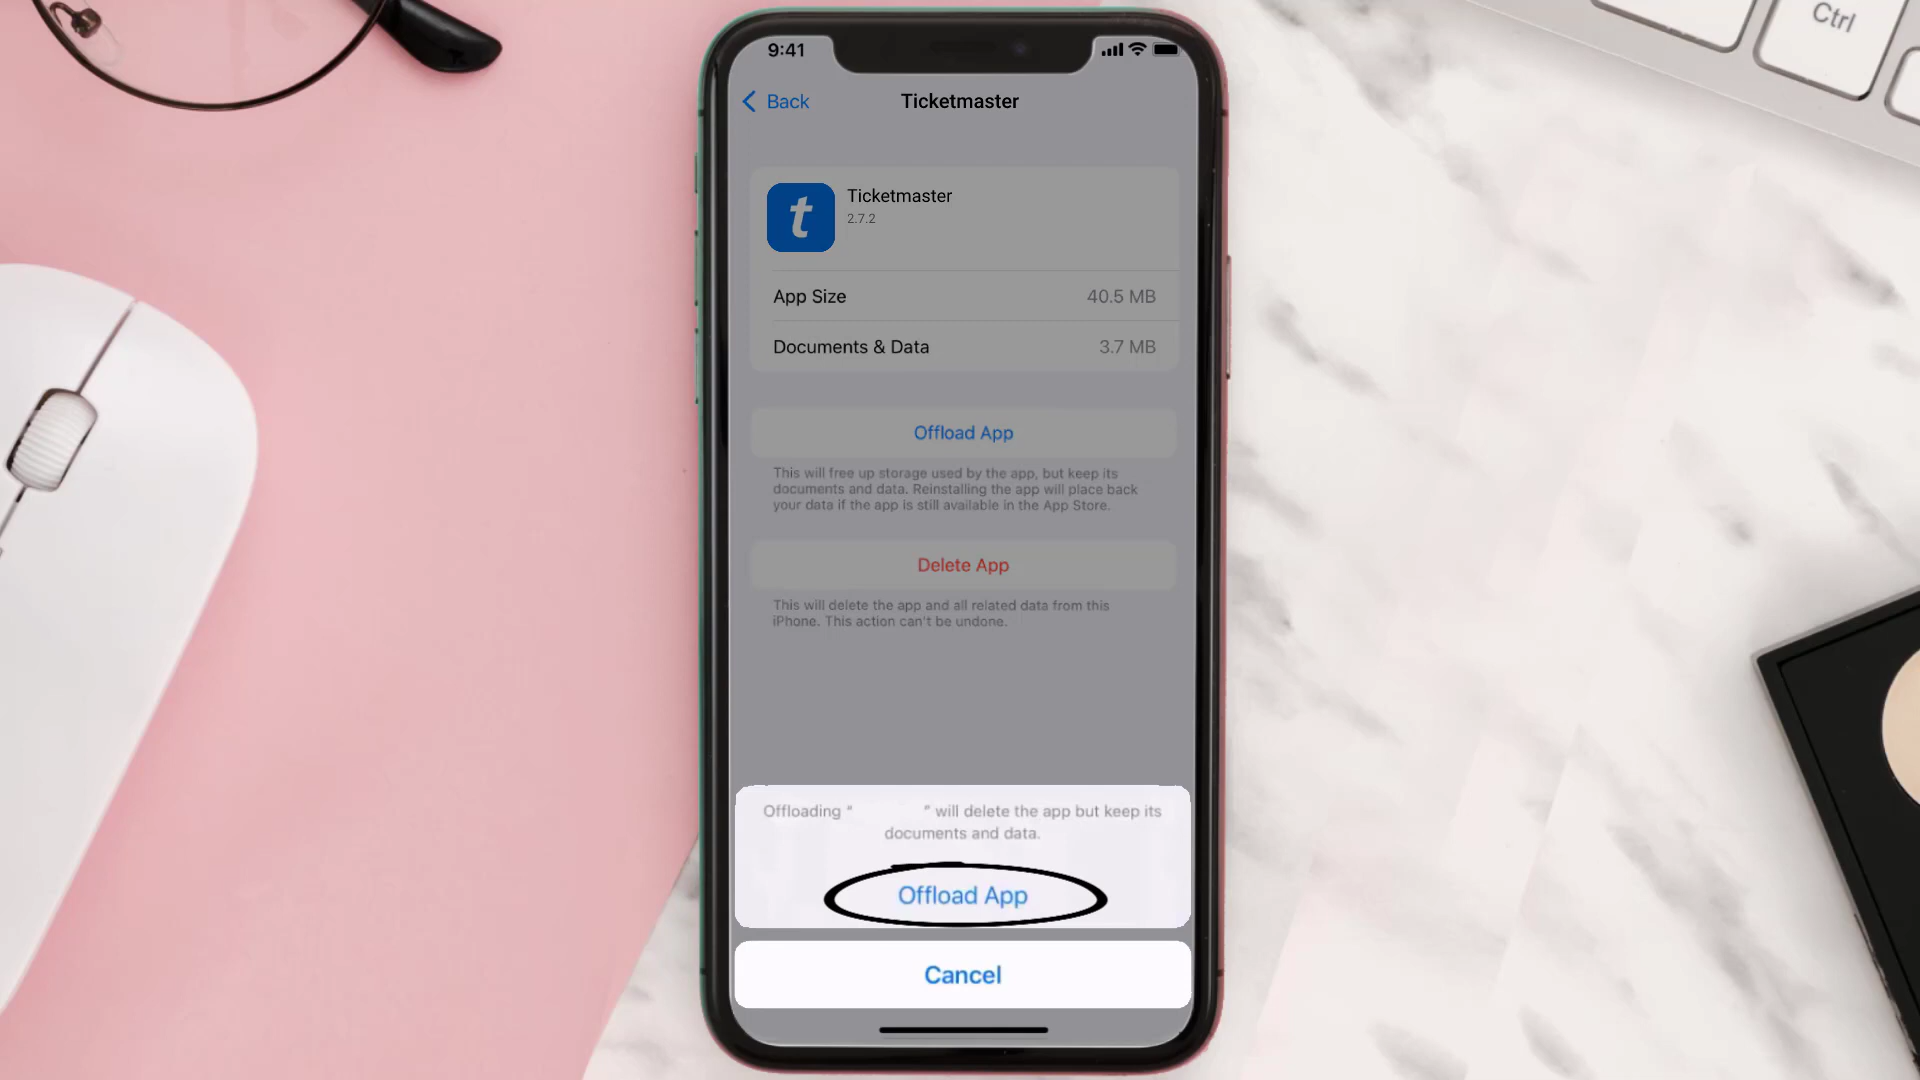 Ctrl
9:41
Back
Ticketmaster
t
Ticketmaster
2.7.2
App Size
40.5 MB
Documents & Data
3.7 MB
Offload App
This will free up storage used by the app, but keep its
documents and data. Reinstalling the app will place back
your data if the app is still available in the App Store.
Delete App
This will delete the app and all related data from this
iPhone. This action can't be undone.
Offloading “ ” will delete the app but keep its
documents and data.
Offload App
Cancel